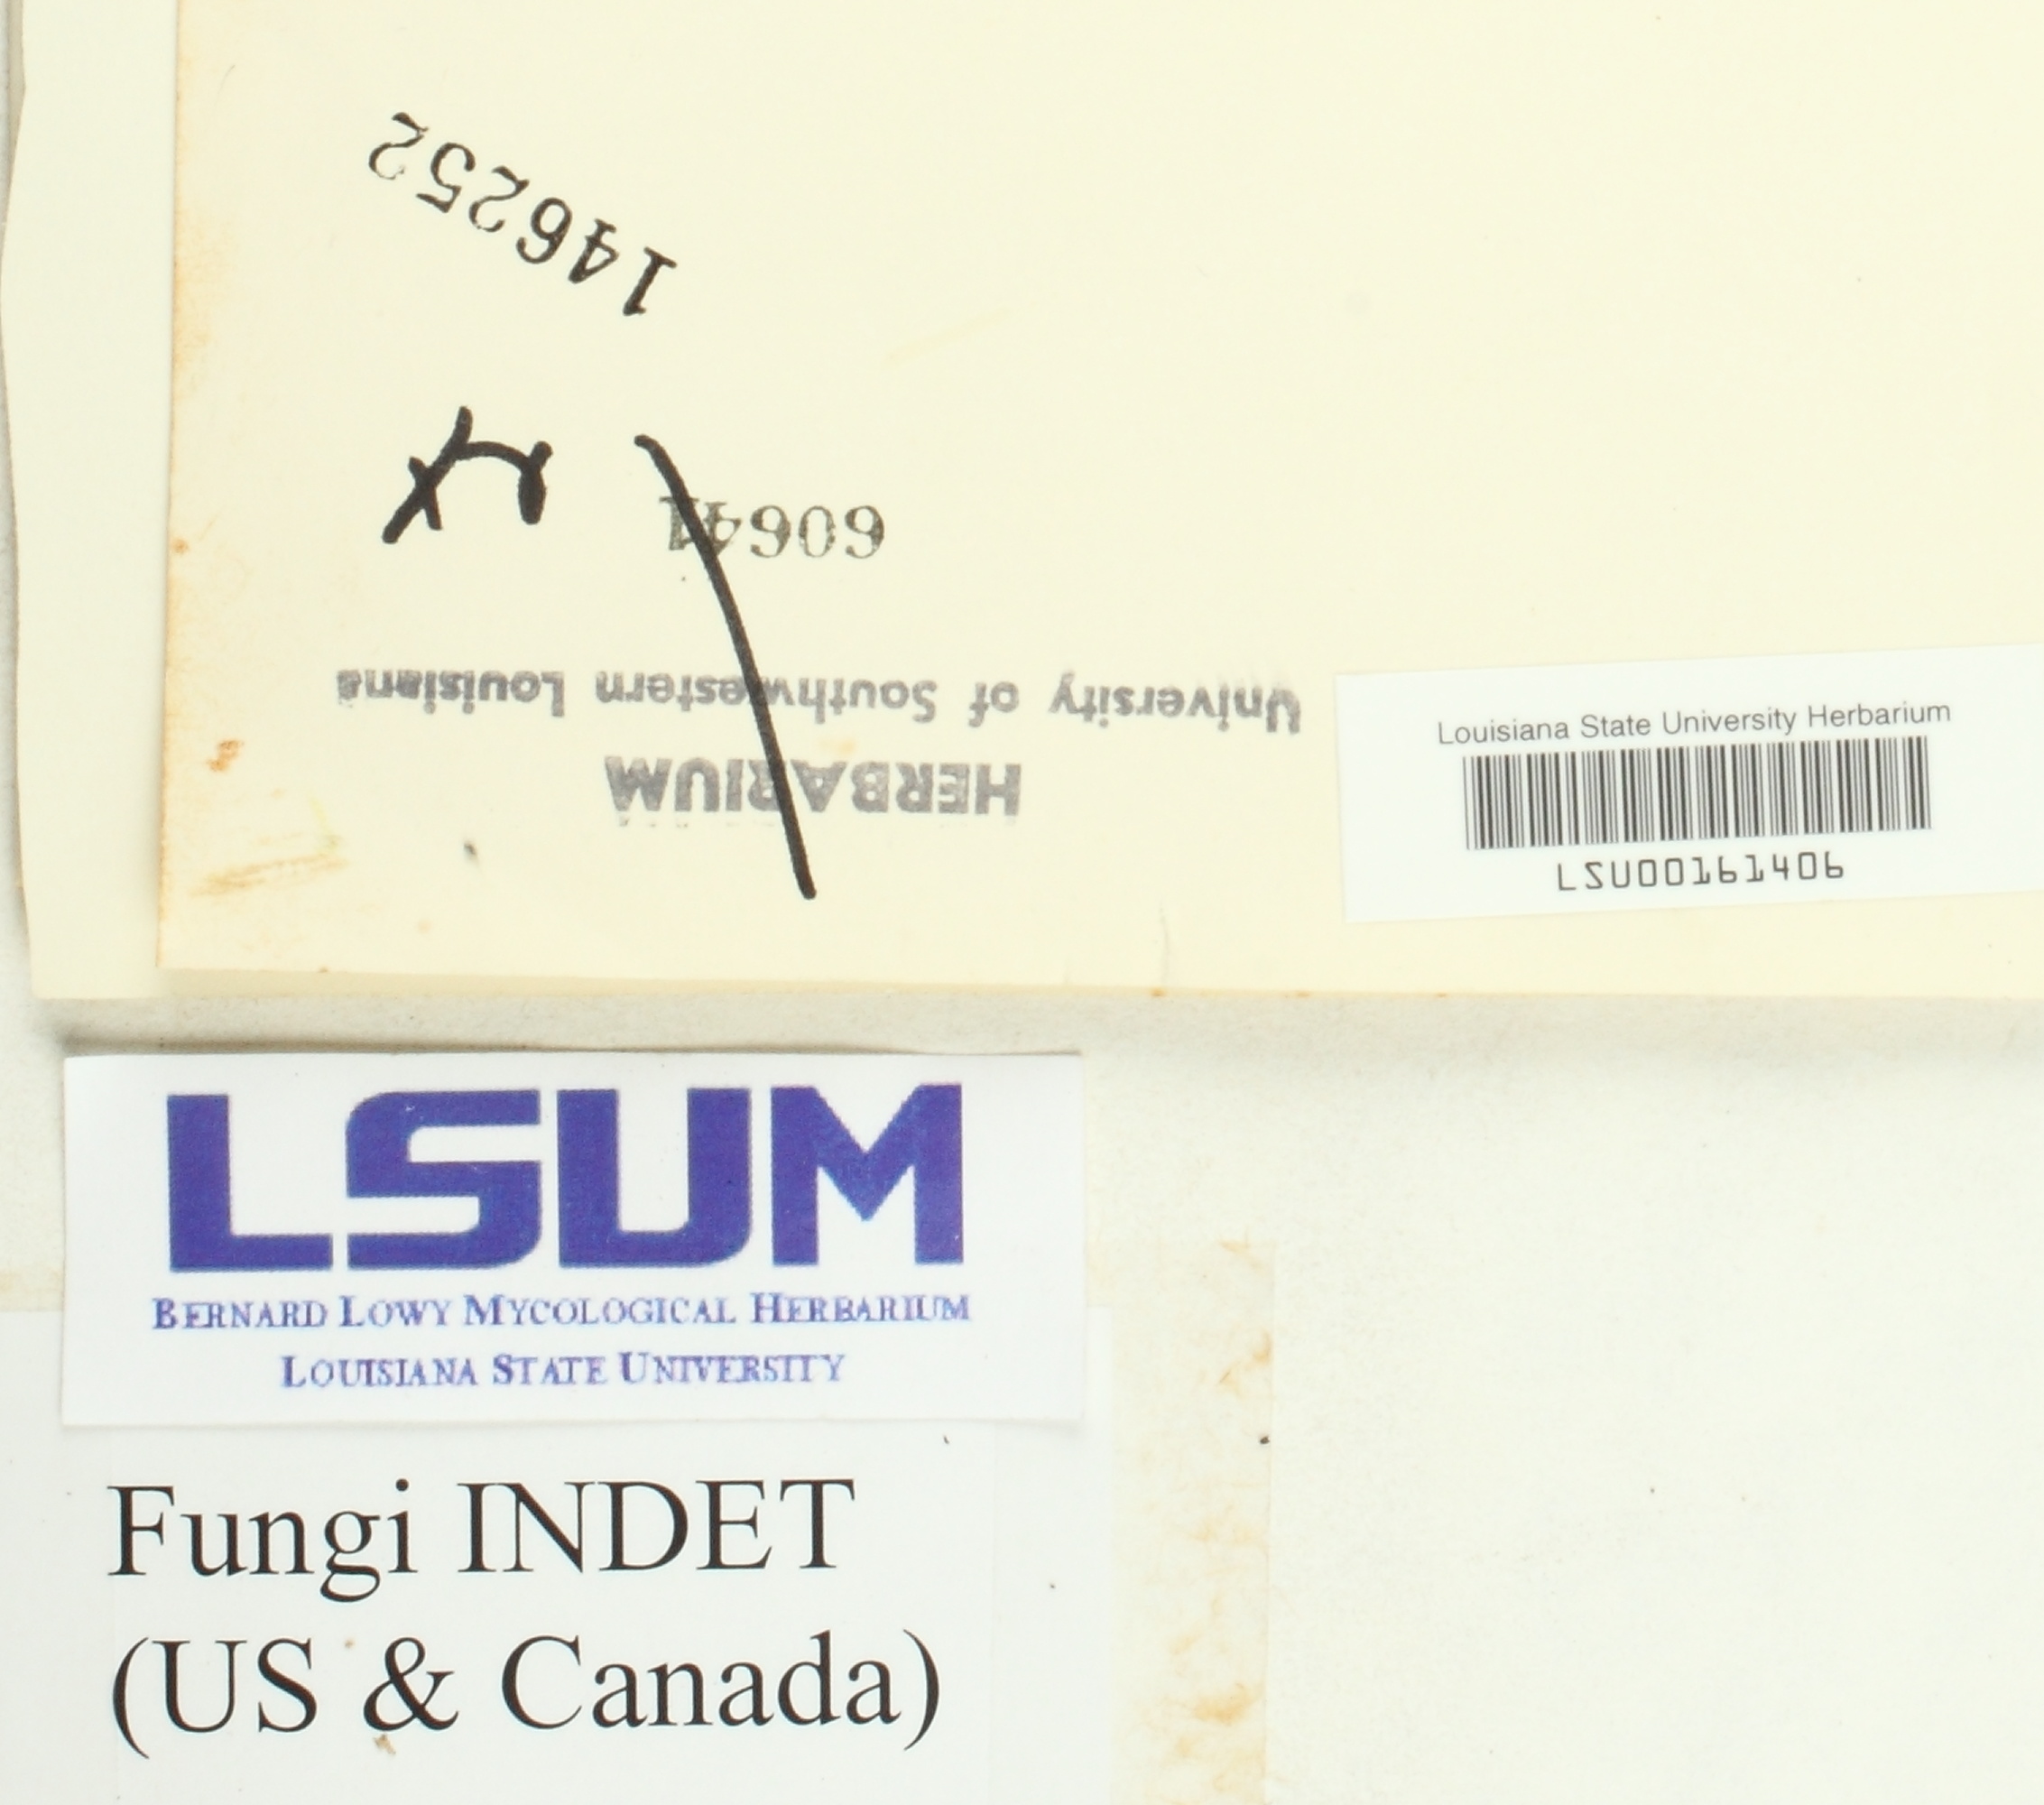 146252
60641
HERBARIUM
University of Southwestern Louisiana
Louisiana State University Herbarium
LSU00161406
LSUM
BERNARD LOWY MYCOLOGICAL HERBARIUM
LOUISIANA STATE UNIVERSITY
Fungi INDET
(US & Canada)